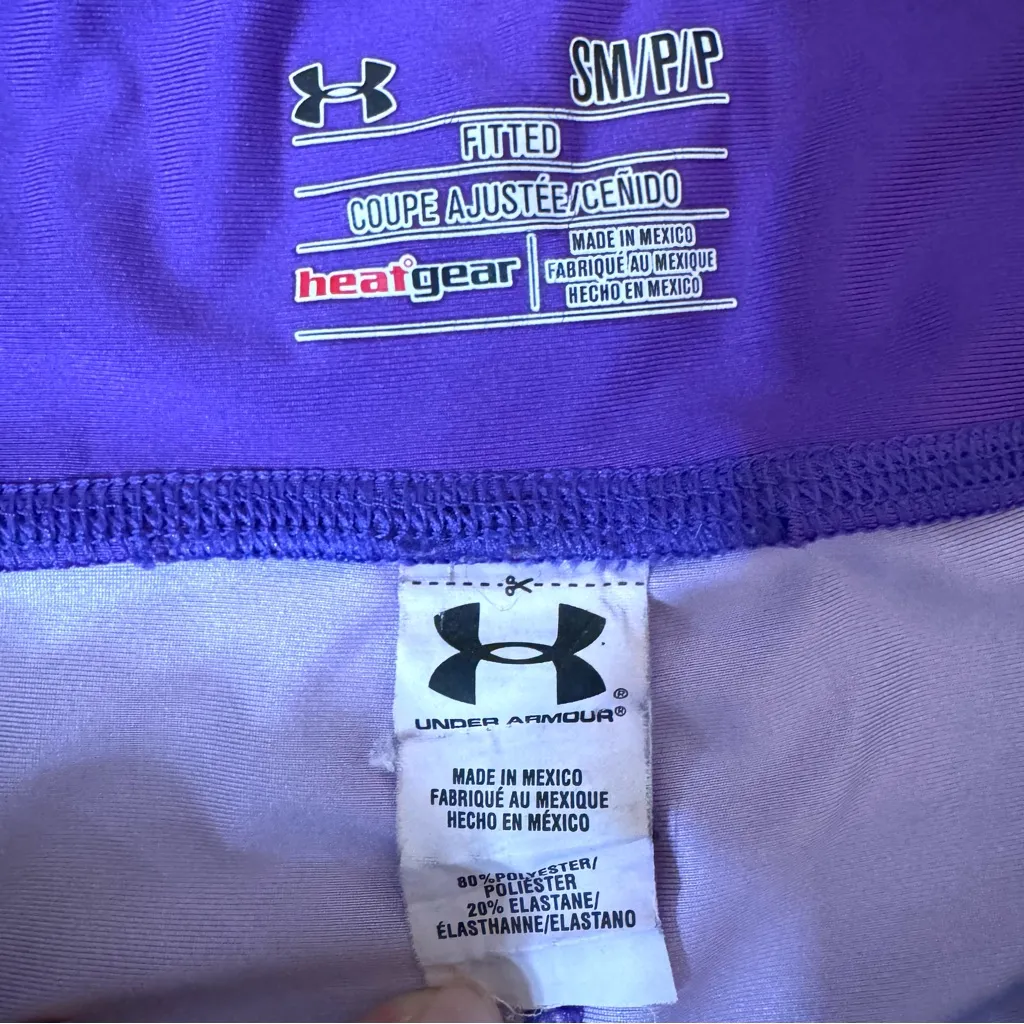 SM/P/P
FITTED
COUPE AJUSTÉE/CEÑIDO
heatgear
MADE IN MEXICO
FABRIQUÉ AU MEXIQUE
HECHO EN MEXICO
UNDER ARMOUR®
MADE IN MEXICO
FABRIQUÉ AU MEXIQUE
HECHO EN MÉXICO
80%POLYESTER/
POLIÉSTER
20% ELASTANE/
ÉLASTHANNE/ELASTANO